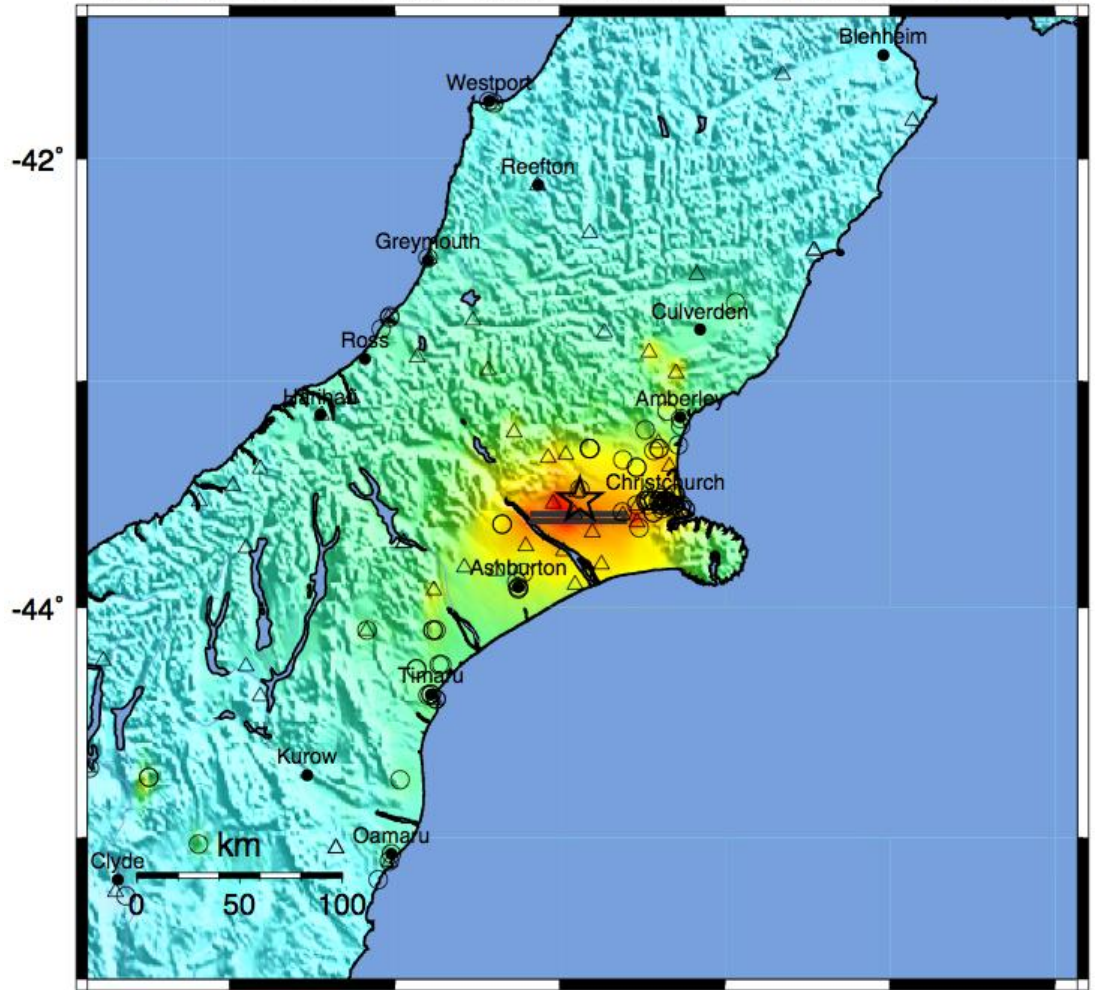 Blenheim
Westport
-42°
Reefton
Greymouth
Culverden
Ross
Harihari
Amberley
Christchurch
Ashburton
-44°
Timaru
Kurow
Oamaru
km
Clyde
0 50 100